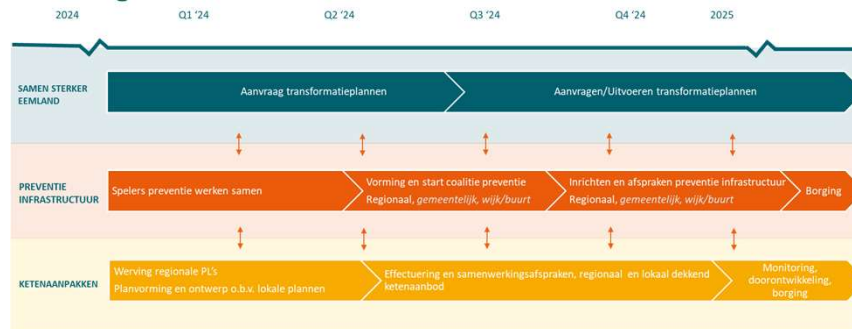 2024 Q1 '24 Q2 '24 Q3 '24 Q4 '24 2025
SAMEN STERKER
EEMLAND
Aanvraag transformatieplannen
Aanvragen/Uitvoeren transformatieplannen
PREVENTIE
INFRASTRUCTUUR
Spelers preventie werken samen
Vorming en start coalitie preventie
Regionaal, gemeentelijk, wijk/buurt
Inrichten en afspraken preventie infrastructuur
Regionaal, gemeentelijk, wijk/buurt
Borging
KETENAANPAKKEN
Werving regionale PL's
Planvorming en ontwerp o.b.v. lokale plannen
Effectuering en samenwerkingsafspraken, regionaal en lokaal dekkend
ketenaanbod
Monitoring,
doorontwikkeling,
borging